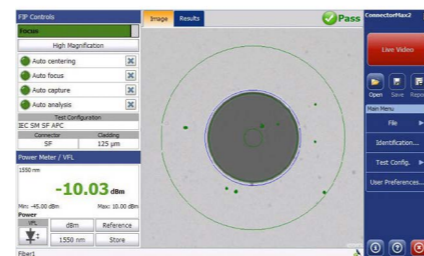 FIP Controls
Focus
High Magnification
Auto centering
Auto focus
Auto capture
Auto analysis
Test Configuration
IEC SM SF APC
Connector
Cladding
SF
125 µm
Power Meter / VFL
1550 nm
-10.03 dBm
Min: -45.00 dBm
Max: 10.00 dBm
Power
VFL
dBm
Reference
1550 nm
Store
Fiber1
Image
Results
Pass
ConnectorMax2
Live Video
Open
Save
Main Menu
File
Identification...
Test Config.
User Preferences...